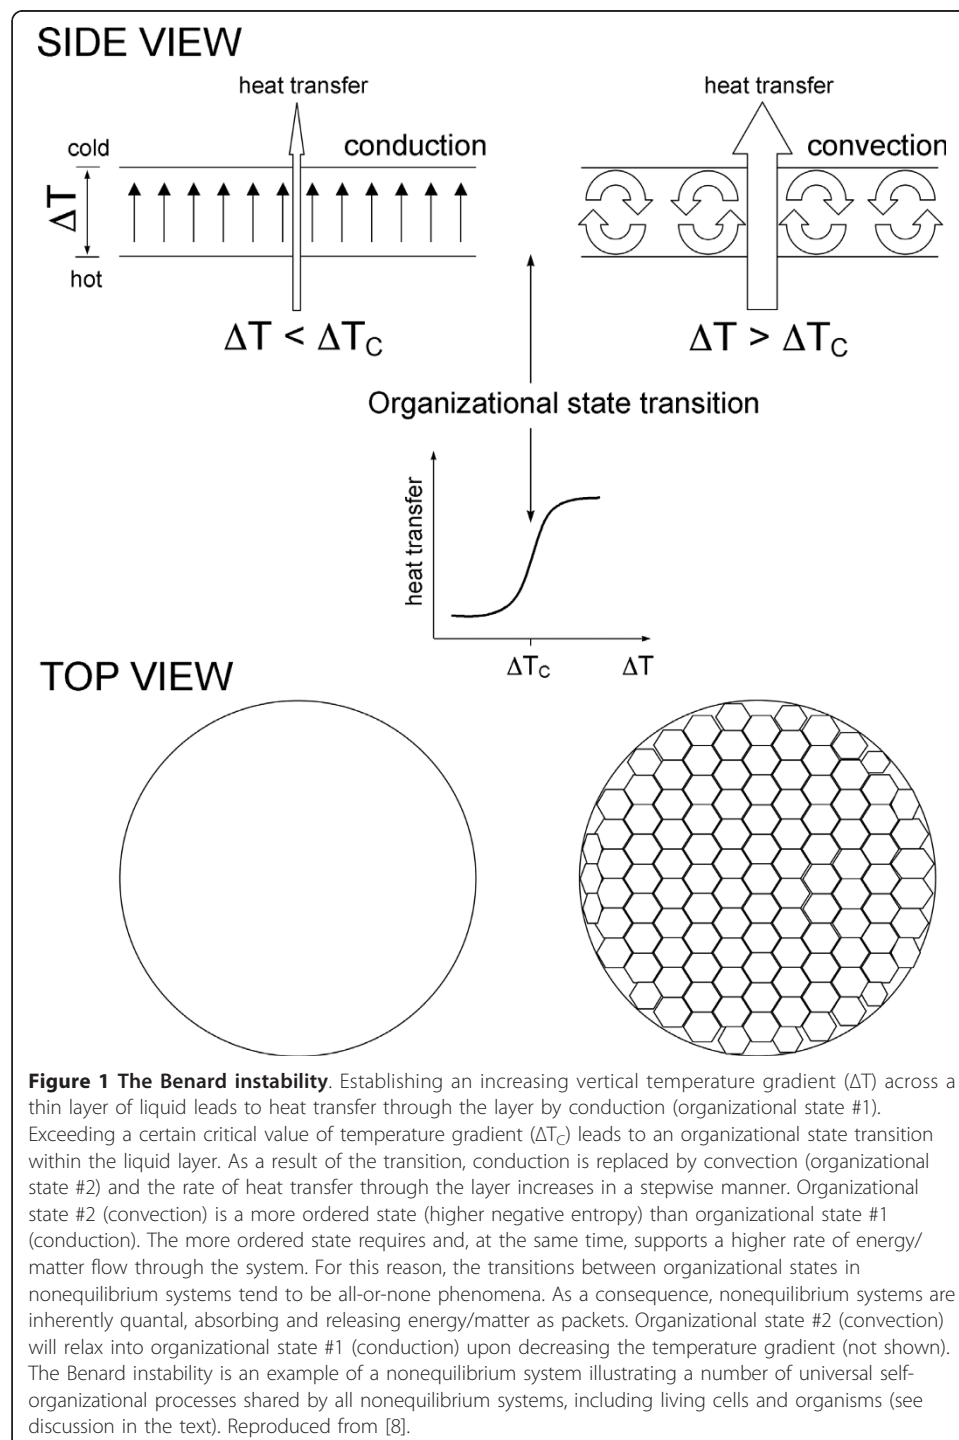 SIDE VIEW
heat transfer
heat transfer
cold
conduction
convection
ΔT
hot
ΔT < ΔTC
ΔT > ΔTC
Organizational state transition
heat transfer
ΔTC
ΔT
TOP VIEW
Figure 1 The Benard instability. Establishing an increasing vertical temperature gradient (ΔT) across a
thin layer of liquid leads to heat transfer through the layer by conduction (organizational state #1).
Exceeding a certain critical value of temperature gradient (ΔTC) leads to an organizational state transition
within the liquid layer. As a result of the transition, conduction is replaced by convection (organizational
state #2) and the rate of heat transfer through the layer increases in a stepwise manner. Organizational
state #2 (convection) is a more ordered state (higher negative entropy) than organizational state #1
(conduction). The more ordered state requires and, at the same time, supports a higher rate of energy/
matter flow through the system. For this reason, the transitions between organizational states in
nonequilibrium systems tend to be all-or-none phenomena. As a consequence, nonequilibrium systems are
inherently quantal, absorbing and releasing energy/matter as packets. Organizational state #2 (convection)
will relax into organizational state #1 (conduction) upon decreasing the temperature gradient (not shown).
The Benard instability is an example of a nonequilibrium system illustrating a number of universal self-
organizational processes shared by all nonequilibrium systems, including living cells and organisms (see
discussion in the text). Reproduced from [8].